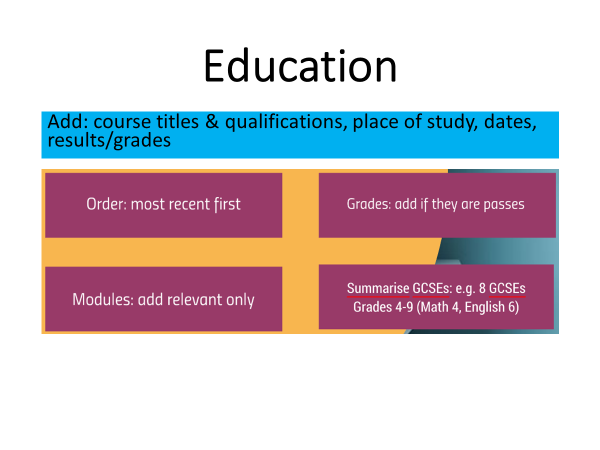 Education
Add: course titles & qualifications, place of study, dates,
results/grades
Order: most recent first
Grades: add if they are passes
Modules: add relevant only
Summarise GCSEs: e.g. 8 GCSEs
Grades 4-9 (Math 4, English 6)